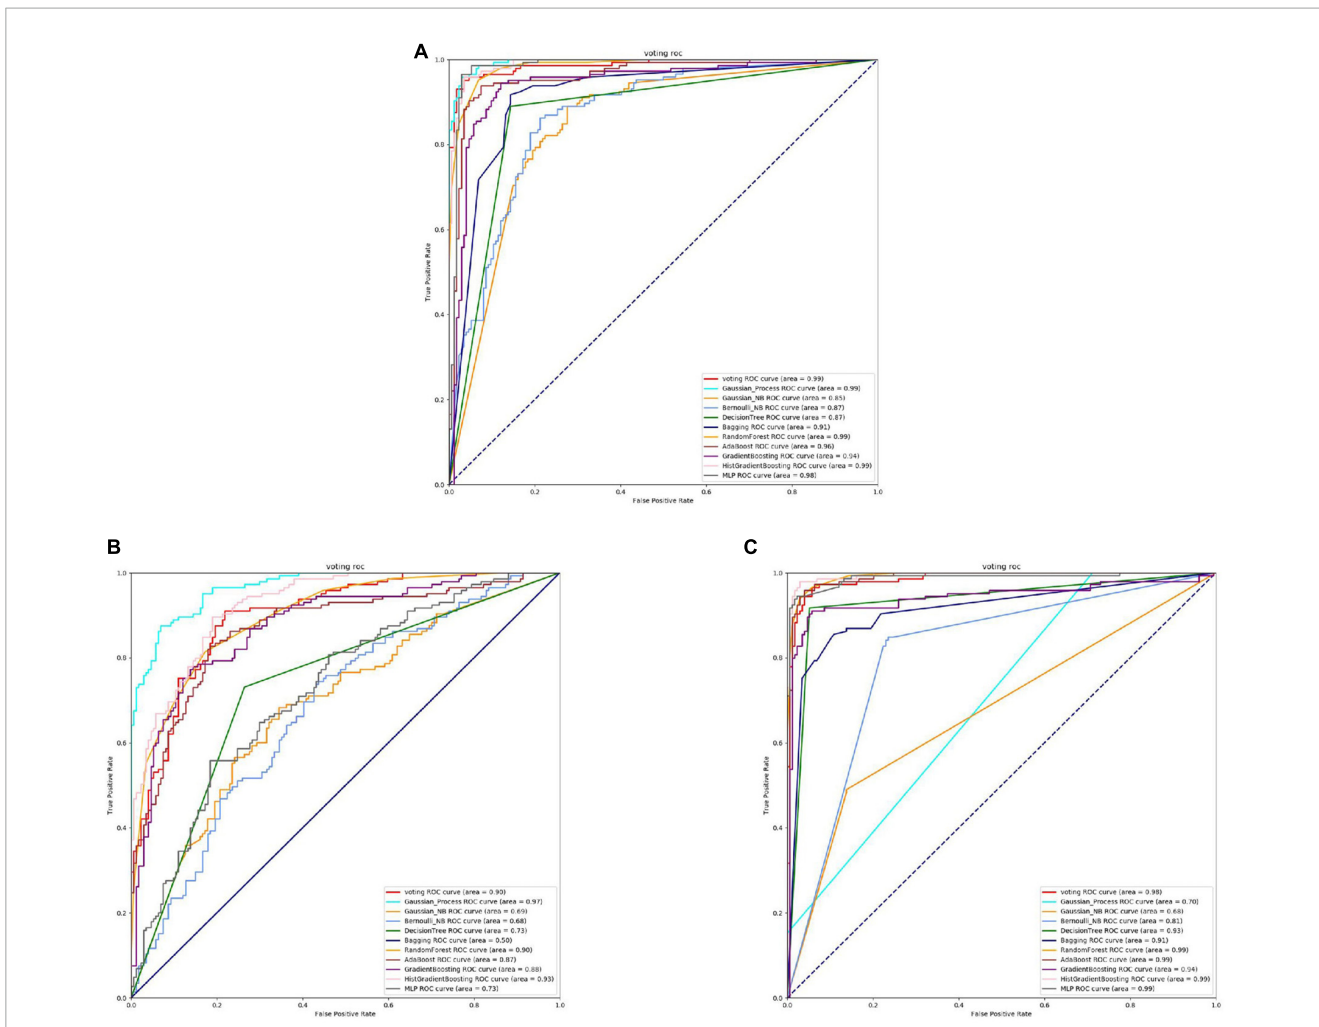 A
voting roc
1.0
0.8
0.6
0.4
0.2
0.0
True Positive Rate
voting ROC curve (area = 0.99)
Gaussian_Process ROC curve (area = 0.99)
Gaussian_NB ROC curve (area = 0.85)
Bernoulli_NB ROC curve (area = 0.87)
DecisionTree ROC curve (area = 0.87)
Bagging ROC curve (area = 0.91)
RandomForest ROC curve (area = 0.99)
AdaBoost ROC curve (area = 0.96)
GradientBoosting ROC curve (area = 0.94)
HistGradientBoosting ROC curve (area = 0.99)
MLP ROC curve (area = 0.98)
0.0 0.2 0.4 0.6 0.8 1.0
False Positive Rate
B
voting roc
1.0
0.8
0.6
0.4
0.2
0.0
True Positive Rate
voting ROC curve (area = 0.90)
Gaussian_Process ROC curve (area = 0.97)
Gaussian_NB ROC curve (area = 0.69)
Bernoulli_NB ROC curve (area = 0.68)
DecisionTree ROC curve (area = 0.73)
Bagging ROC curve (area = 0.50)
RandomForest ROC curve (area = 0.90)
AdaBoost ROC curve (area = 0.87)
GradientBoosting ROC curve (area = 0.88)
HistGradientBoosting ROC curve (area = 0.93)
MLP ROC curve (area = 0.73)
0.0 0.2 0.4 0.6 0.8 1.0
False Positive Rate
C
voting roc
1.0
0.8
0.6
0.4
0.2
0.0
True Positive Rate
voting ROC curve (area = 0.98)
Gaussian_Process ROC curve (area = 0.70)
Gaussian_NB ROC curve (area = 0.68)
Bernoulli_NB ROC curve (area = 0.81)
DecisionTree ROC curve (area = 0.93)
Bagging ROC curve (area = 0.91)
RandomForest ROC curve (area = 0.99)
AdaBoost ROC curve (area = 0.99)
GradientBoosting ROC curve (area = 0.94)
HistGradientBoosting ROC curve (area = 0.99)
MLP ROC curve (area = 0.99)
0.0 0.2 0.4 0.6 0.8 1.0
False Positive Rate